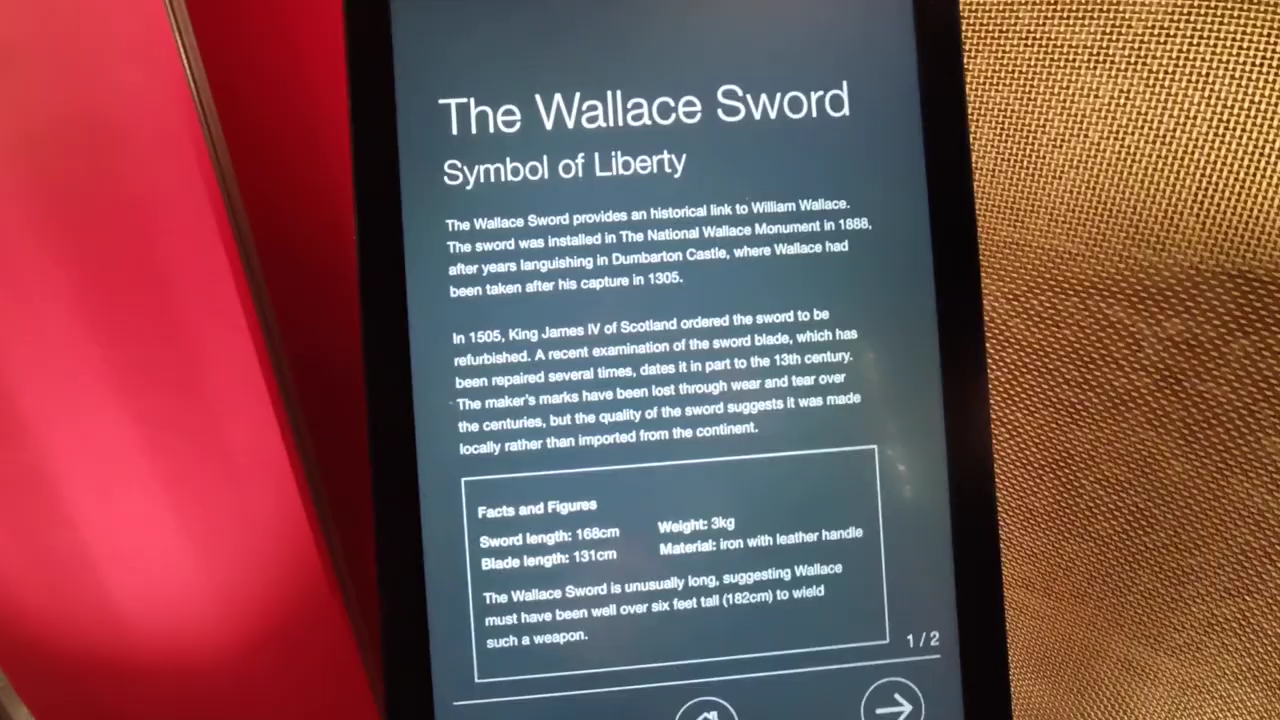 The Wallace Sword
Symbol of Liberty
The Wallace Sword provides an historical link to William Wallace.
The sword was installed in The National Wallace Monument in 1888,
after years languishing in Dumbarton Castle, where Wallace had
been taken after his capture in 1305.
In 1505, King James IV of Scotland ordered the sword to be
refurbished. A recent examination of the sword blade, which has
been repaired several times, dates it in part to the 13th century.
The maker's marks have been lost through wear and tear over
the centuries, but the quality of the sword suggests it was made
locally rather than imported from the continent.
Facts and Figures
Sword length: 168cm
Blade length: 131cm
Weight: 3kg
Material: iron with leather handle
The Wallace Sword is unusually long, suggesting Wallace
must have been well over six feet tall (182cm) to wield
such a weapon.
1 / 2